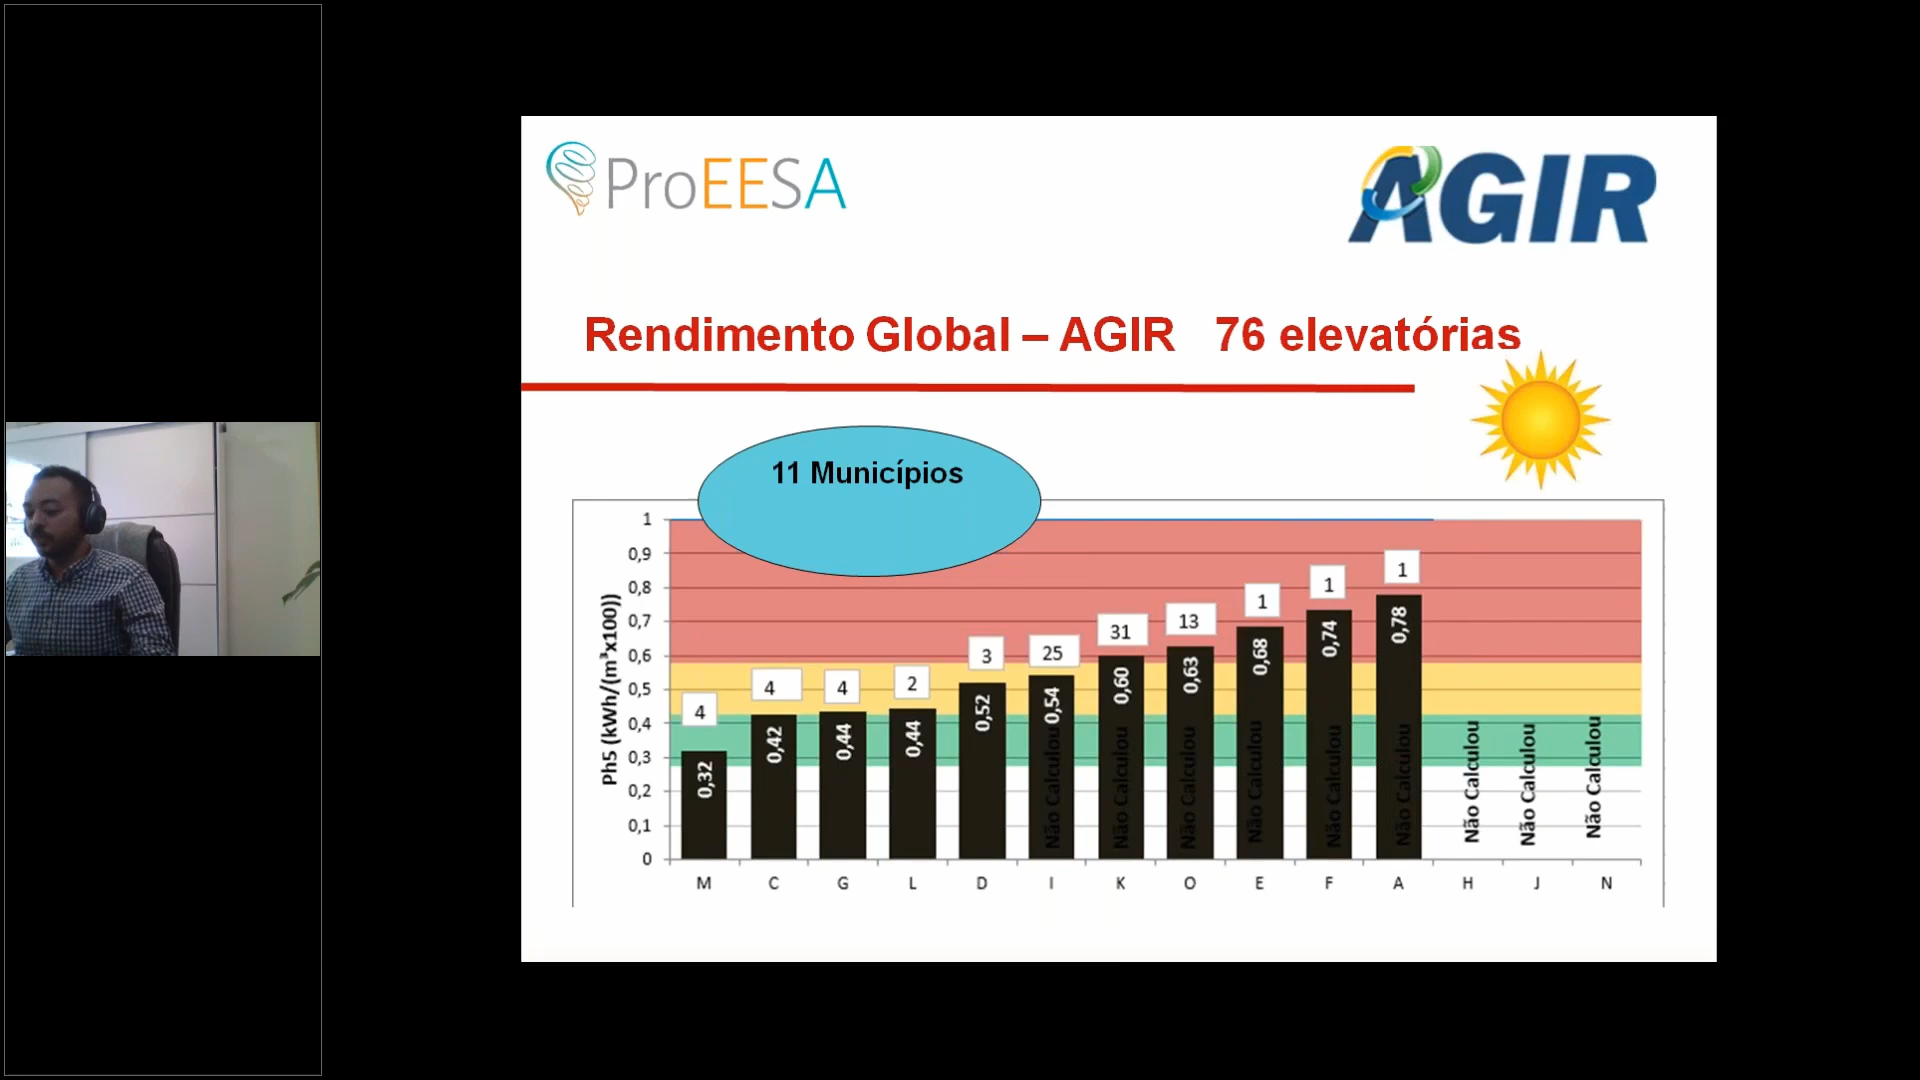 ProEESA
AGIR
Rendimento Global – AGIR 76 elevatórias
11 Municípios
Ph5 (kWh/(m³x100))
1
0,9
0,8
0,7
0,6
0,5
0,4
0,3
0,2
0,1
0
4
4
4
2
3
25
31
13
1
1
1
0,32
0,42
0,44
0,44
0,52
0,54
0,60
0,63
0,68
0,74
0,78
Não Calculou
Não Calculou
Não Calculou
Não Calculou
Não Calculou
Não Calculou
Não Calculou
Não Calculou
Não Calculou
M C G L D I K O E F A H J N